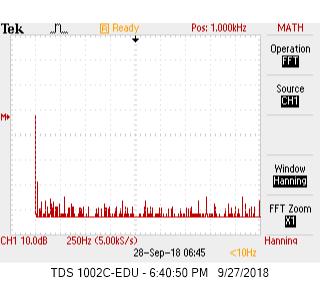 Tek R Ready Pos: 1.000kHz MATH
Operation
FFT
Source
CH1
M
Window
Hanning
FFT Zoom
X1
CH1 10.0dB 250Hz (5.00kS/s) Hanning
28-Sep-18 06:45 <10Hz
TDS 1002C-EDU - 6:40:50 PM 9/27/2018